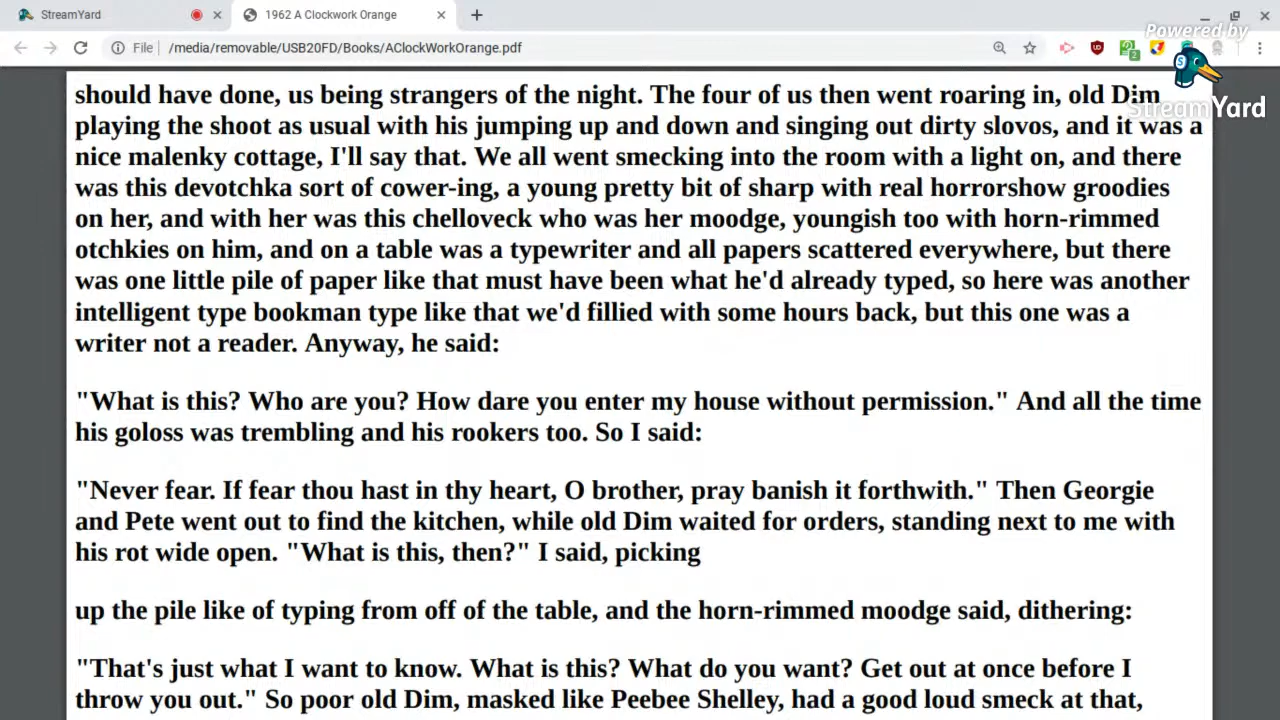 StreamYard
1962 A Clockwork Orange
File
/media/removable/USB20FD/Books/AClockWorkOrange.pdf
Powered by
StreamYard
should have done, us being strangers of the night. The four of us then went roaring in, old Dim
playing the shoot as usual with his jumping up and down and singing out dirty slovos, and it was a
nice malenky cottage, I'll say that. We all went smecking into the room with a light on, and there
was this devotchka sort of cower-ing, a young pretty bit of sharp with real horrorshow groodies
on her, and with her was this chelloveck who was her moodge, youngish too with horn-rimmed
otchkies on him, and on a table was a typewriter and all papers scattered everywhere, but there
was one little pile of paper like that must have been what he'd already typed, so here was another
intelligent type bookman type like that we'd fillied with some hours back, but this one was a
writer not a reader. Anyway, he said:
"What is this? Who are you? How dare you enter my house without permission." And all the time
his goloss was trembling and his rookers too. So I said:
"Never fear. If fear thou hast in thy heart, O brother, pray banish it forthwith." Then Georgie
and Pete went out to find the kitchen, while old Dim waited for orders, standing next to me with
his rot wide open. "What is this, then?" I said, picking
up the pile like of typing from off of the table, and the horn-rimmed moodge said, dithering:
"That's just what I want to know. What is this? What do you want? Get out at once before I
throw you out." So poor old Dim, masked like Peebee Shelley, had a good loud smeck at that,